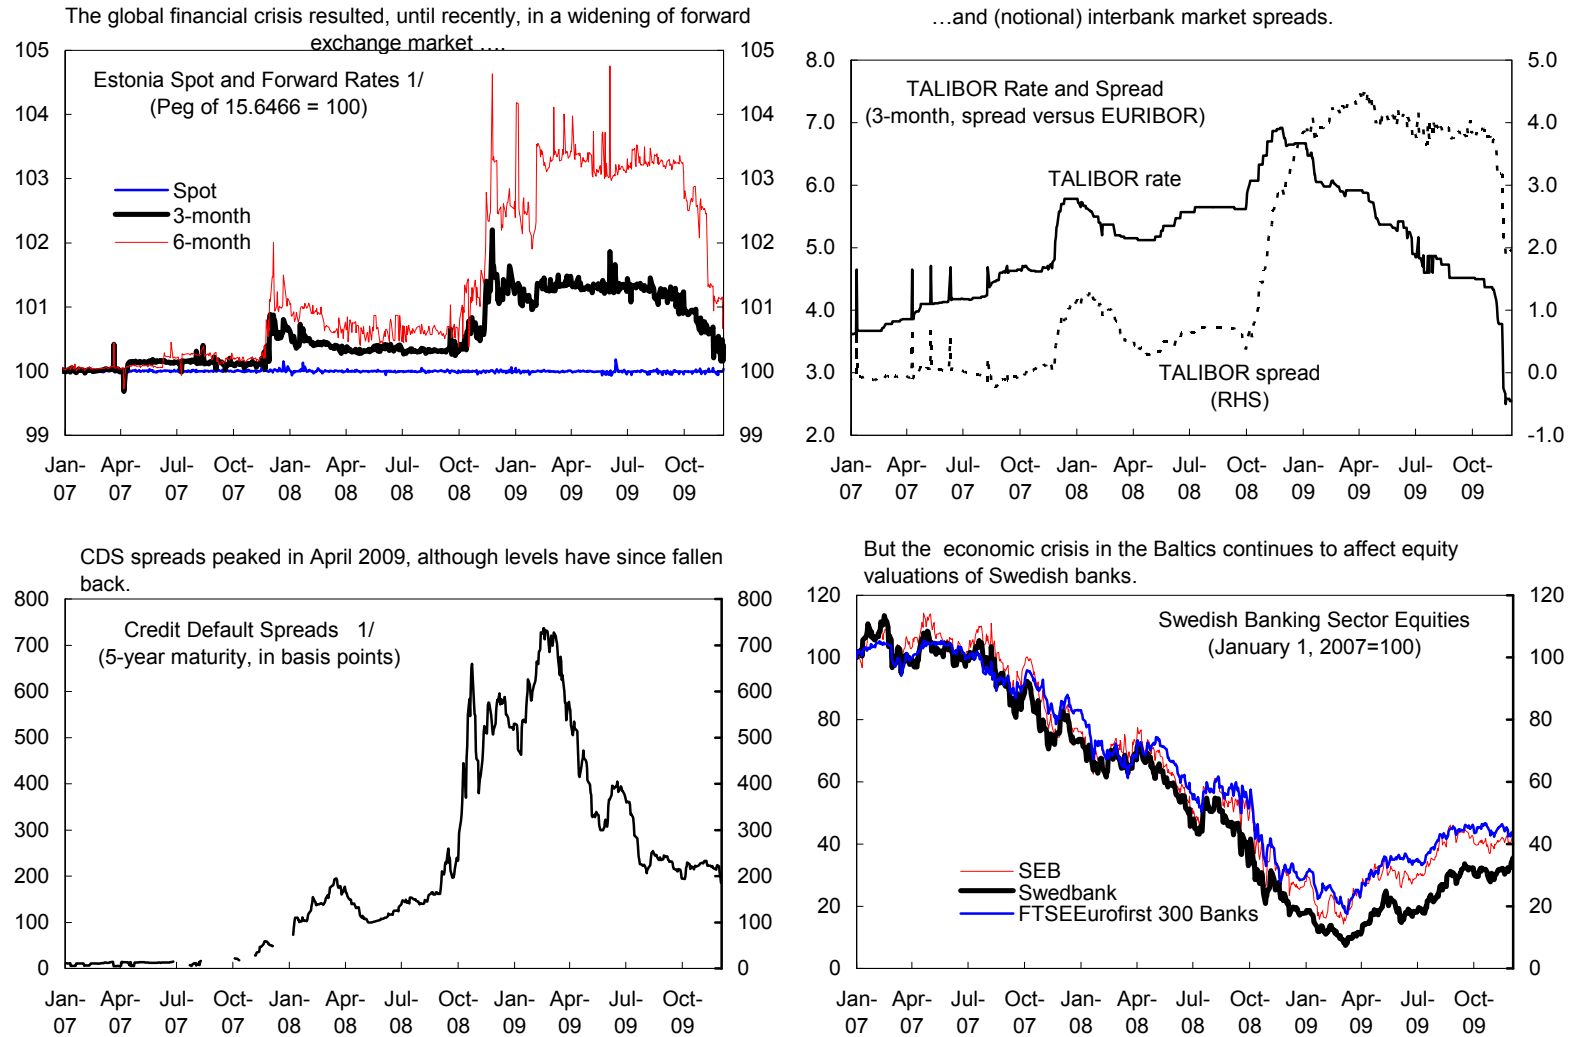 The global financial crisis resulted, until recently, in a widening of forward
exchange market ....
105
104
103
102
101
100
99
105
104
103
102
101
100
99
Estonia Spot and Forward Rates 1/
(Peg of 15.6466 = 100)
Spot
3-month
6-month
Jan-
07
Apr-
07
Jul-
07
Oct-
07
Jan-
08
Apr-
08
Jul-
08
Oct-
08
Jan-
09
Apr-
09
Jul-
09
Oct-
09
…and (notional) interbank market spreads.
8.0
7.0
6.0
5.0
4.0
3.0
2.0
5.0
4.0
3.0
2.0
1.0
0.0
-1.0
TALIBOR Rate and Spread
(3-month, spread versus EURIBOR)
TALIBOR rate
TALIBOR spread
(RHS)
Jan-
07
Apr-
07
Jul-
07
Oct-
07
Jan-
08
Apr-
08
Jul-
08
Oct-
08
Jan-
09
Apr-
09
Jul-
09
Oct-
09
CDS spreads peaked in April 2009, although levels have since fallen
back.
800
700
600
500
400
300
200
100
0
800
700
600
500
400
300
200
100
0
Credit Default Spreads 1/
(5-year maturity, in basis points)
Jan-
07
Apr-
07
Jul-
07
Oct-
07
Jan-
08
Apr-
08
Jul-
08
Oct-
08
Jan-
09
Apr-
09
Jul-
09
Oct-
09
But the economic crisis in the Baltics continues to affect equity
valuations of Swedish banks.
120
100
80
60
40
20
0
120
100
80
60
40
20
0
Swedish Banking Sector Equities
(January 1, 2007=100)
SEB
Swedbank
FTSEEurofirst 300 Banks
Jan-
07
Apr-
07
Jul-
07
Oct-
07
Jan-
08
Apr-
08
Jul-
08
Oct-
08
Jan-
09
Apr-
09
Jul-
09
Oct-
09